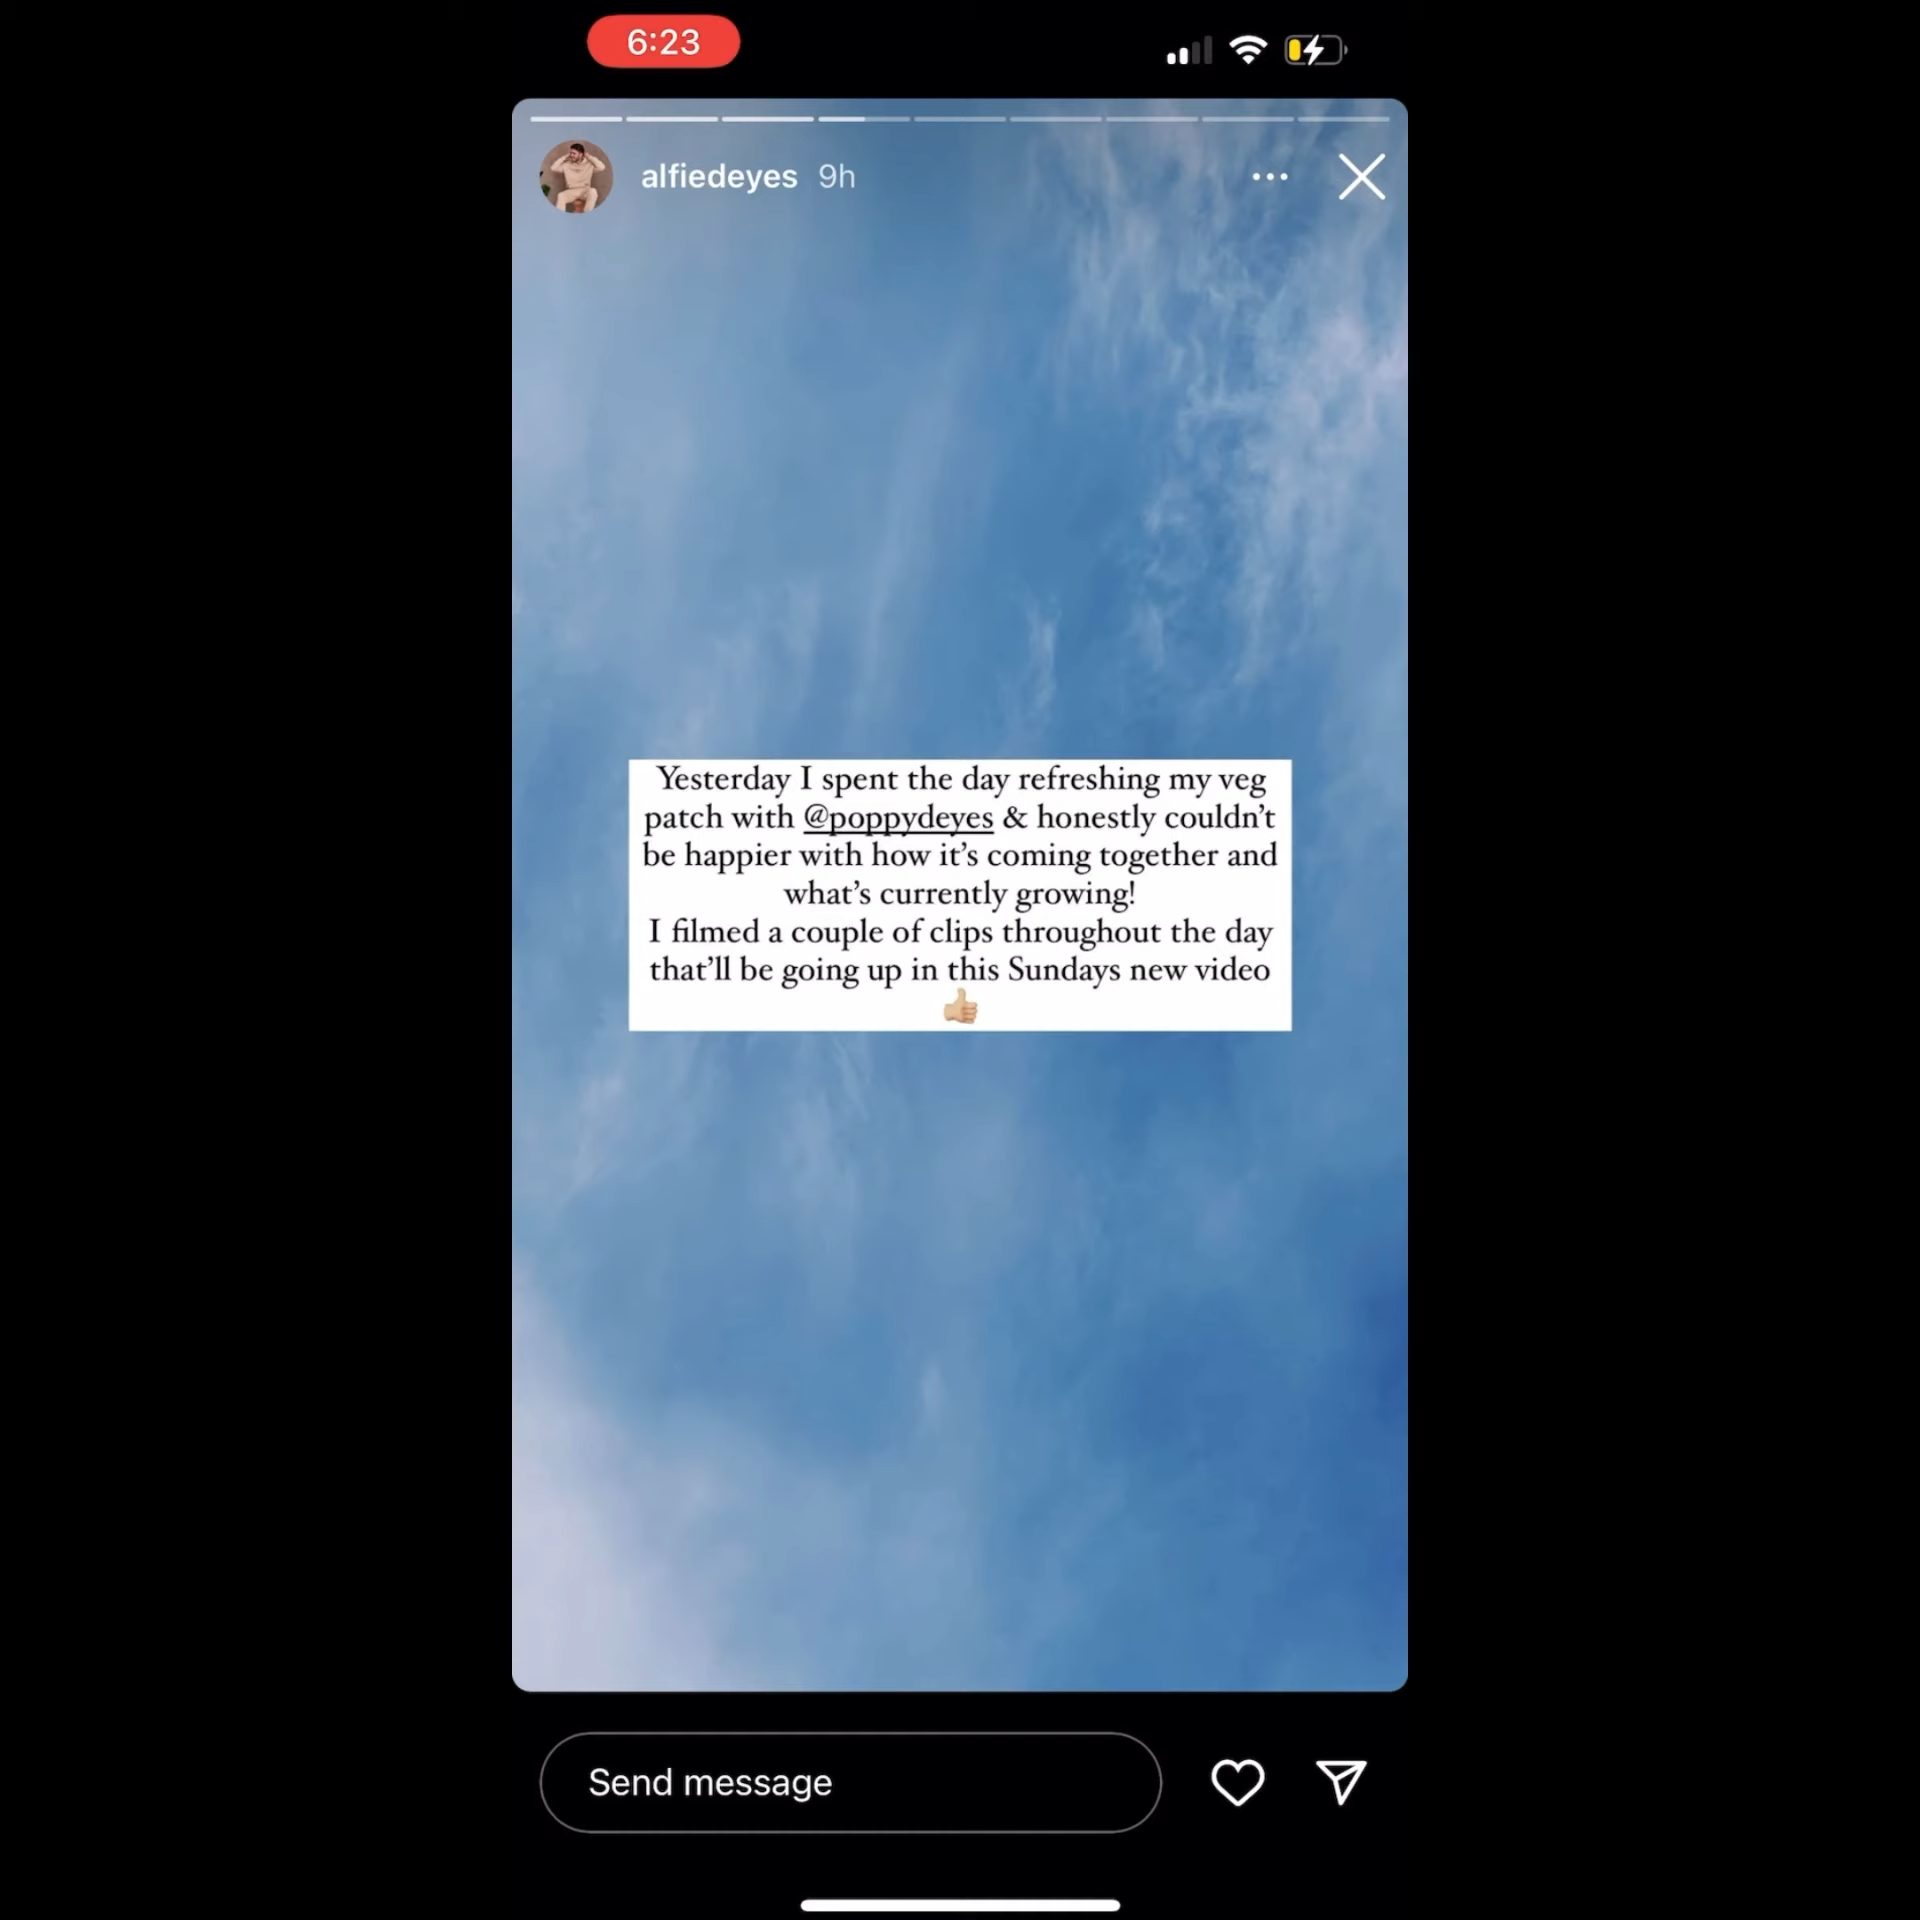 6:23
alfiedeyes 9h
Yesterday I spent the day refreshing my veg
patch with @poppydeyes & honestly couldn't
be happier with how it's coming together and
what's currently growing!
I filmed a couple of clips throughout the day
that'll be going up in this Sundays new video
👍🏼
Send message